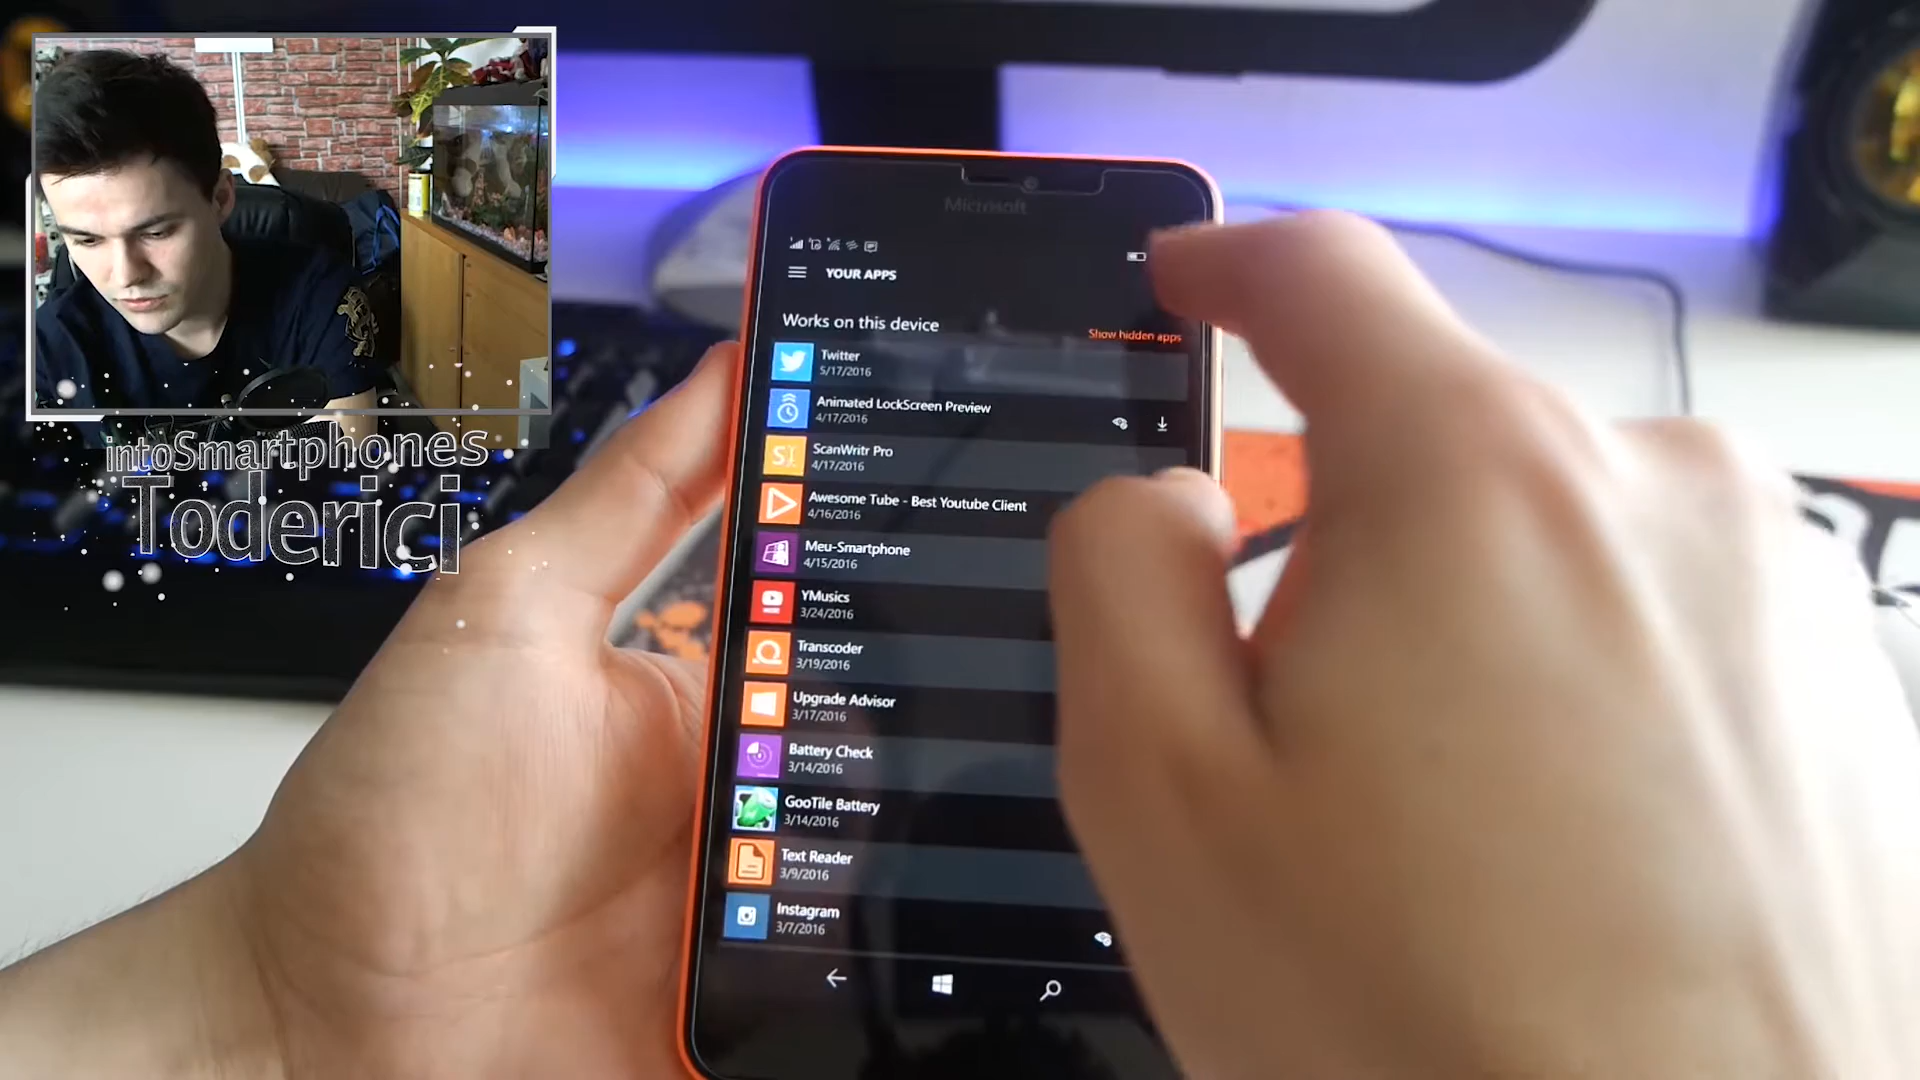 intoSmartphones
Toderici
Microsoft
YOUR APPS
Works on this device
Show hidden apps
Twitter
5/17/2016
Animated LockScreen Preview
4/17/2016
ScanWritr Pro
4/17/2016
Awesome Tube - Best Youtube Client
4/16/2016
Meu-Smartphone
4/15/2016
YMusics
3/24/2016
Transcoder
3/19/2016
Upgrade Advisor
3/17/2016
Battery Check
3/14/2016
GooTile Battery
3/14/2016
Text Reader
3/9/2016
Instagram
3/7/2016